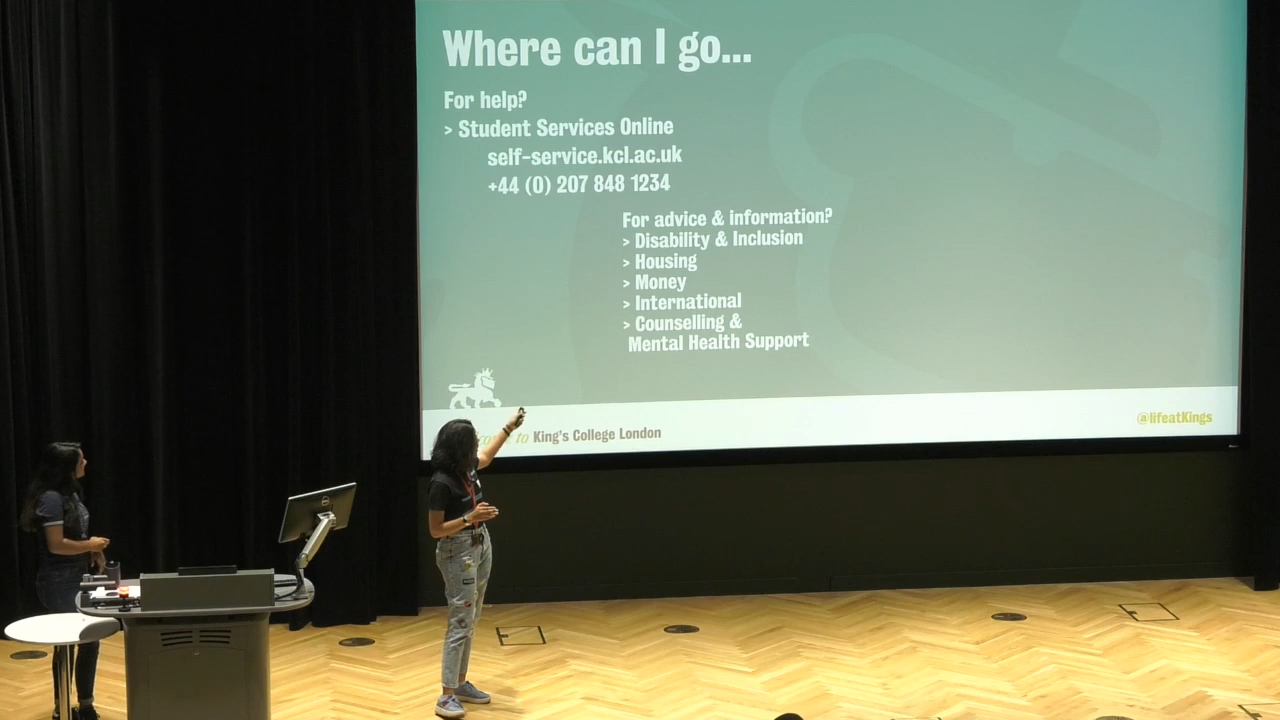 Where can I go...
For help?
> Student Services Online
self-service.kcl.ac.uk
+44 (0) 207 848 1234
For advice & information?
> Disability & Inclusion
> Housing
> Money
> International
> Counselling &
Mental Health Support
to King's College London
@lifeatKings